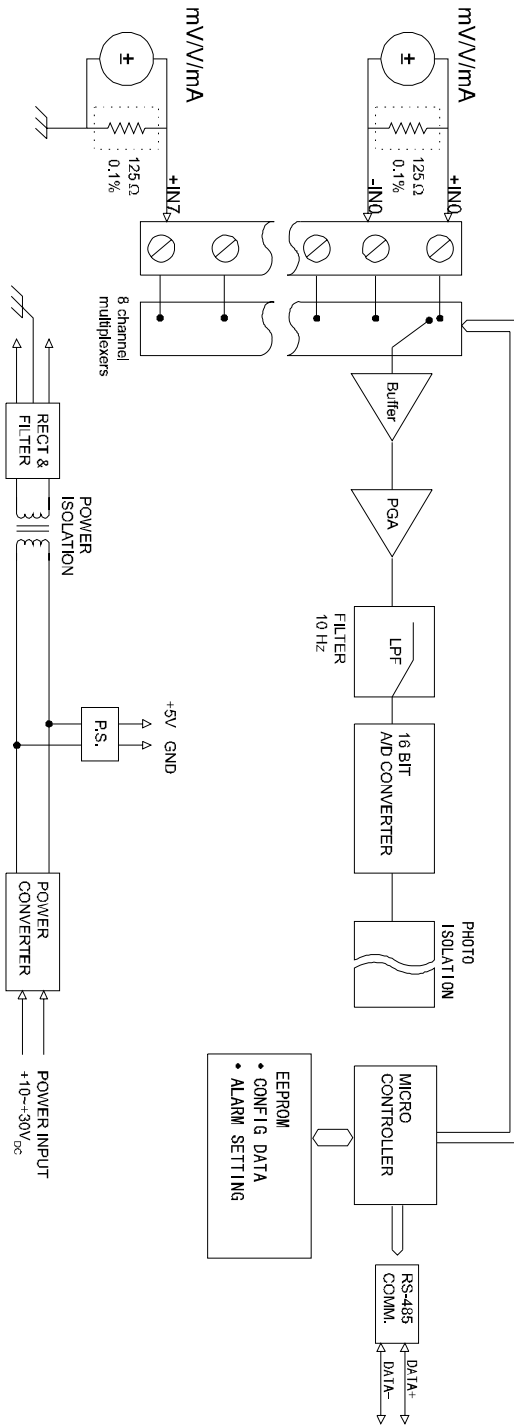 mV/V/mA
125 Ω
0.1%
+IN0
-IN0
mV/V/mA
125 Ω
0.1%
+IN7
8 channel
multiplexers
Buffer
PGA
LPF
FILTER
10 Hz
16 BIT
A/D CONVERTER
PHOTO
ISOLATION
MICRO
CONTROLLER
EEPROM
• CONFIG DATA
• ALARM SETTING
RS-485
COMM.
DATA+
DATA-
RECT &
FILTER
POWER
ISOLATION
P.S.
+5V GND
POWER
CONVERTER
POWER INPUT
+10~+30VDC